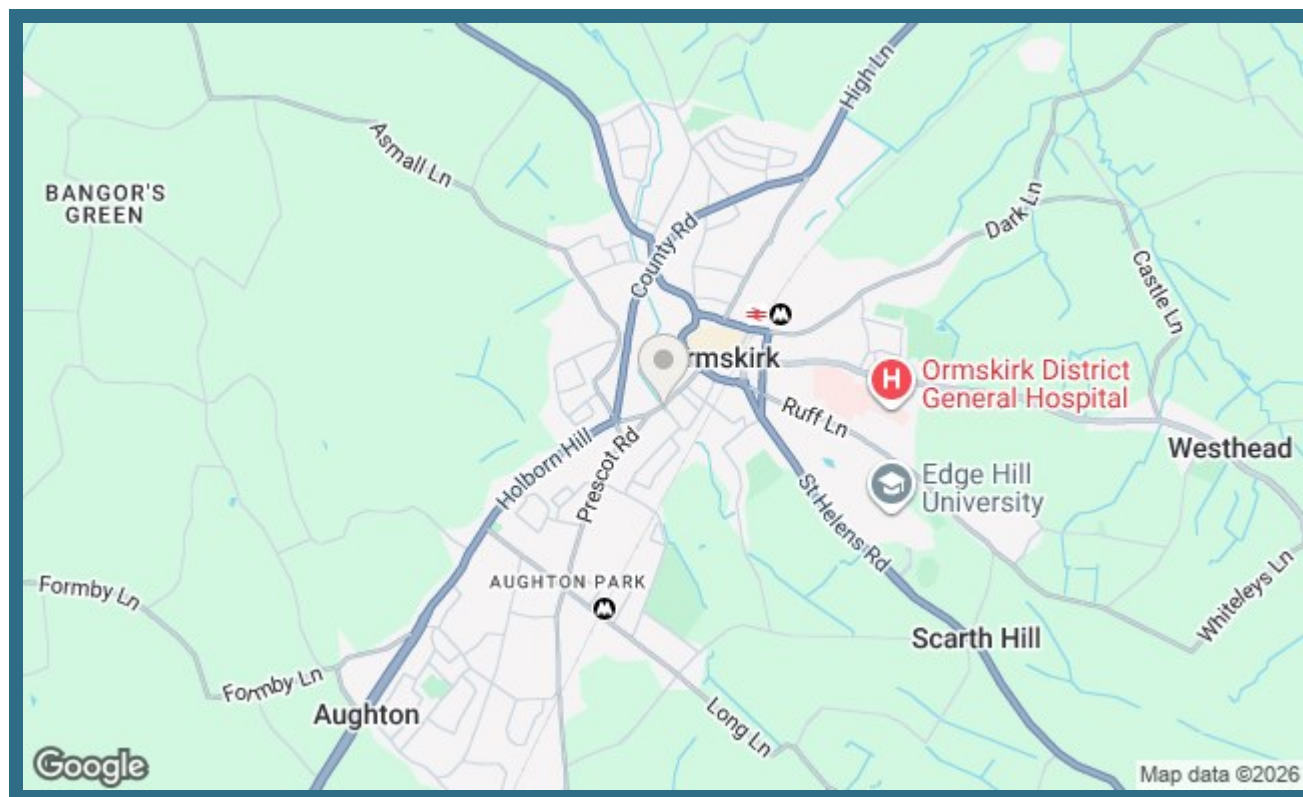 High Ln
Asmall Ln
BANGOR'S
GREEN
Dark Ln
County Rd
Castle Ln
rmskirk
Ormskirk District
General Hospital
H
Ruff Ln
Holborn Hill
Prescot Rd
Westhead
Edge Hill
University
St Helens Rd
AUGHTON PARK
Formby Ln
Whiteleys Ln
Scarth Hill
Formby Ln
Aughton
Long Ln
Google
Map data ©2026